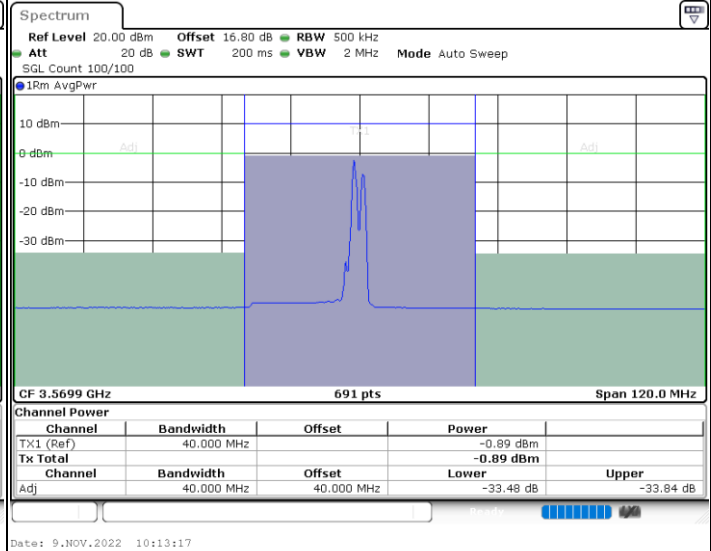 Spectrum
Ref Level 20.00 dBm Offset 16.80 dB RBW 500 kHz
Att 20 dB SWT 200 ms VBW 2 MHz Mode Auto Sweep
SGL Count 100/100
1Rm AvgPwr
10 dBm
TX1
0 dBm
Adj
Adj
-10 dBm
-20 dBm
-30 dBm
CF 3.5699 GHz 691 pts Span 120.0 MHz
Channel Power
Channel Bandwidth Offset Power
TX1 (Ref) 40.000 MHz -0.89 dBm
Tx Total -0.89 dBm
Channel Bandwidth Offset Lower Upper
Adj 40.000 MHz 40.000 MHz -33.48 dB -33.84 dB
Ready
Date: 9.NOV.2022 10:13:17